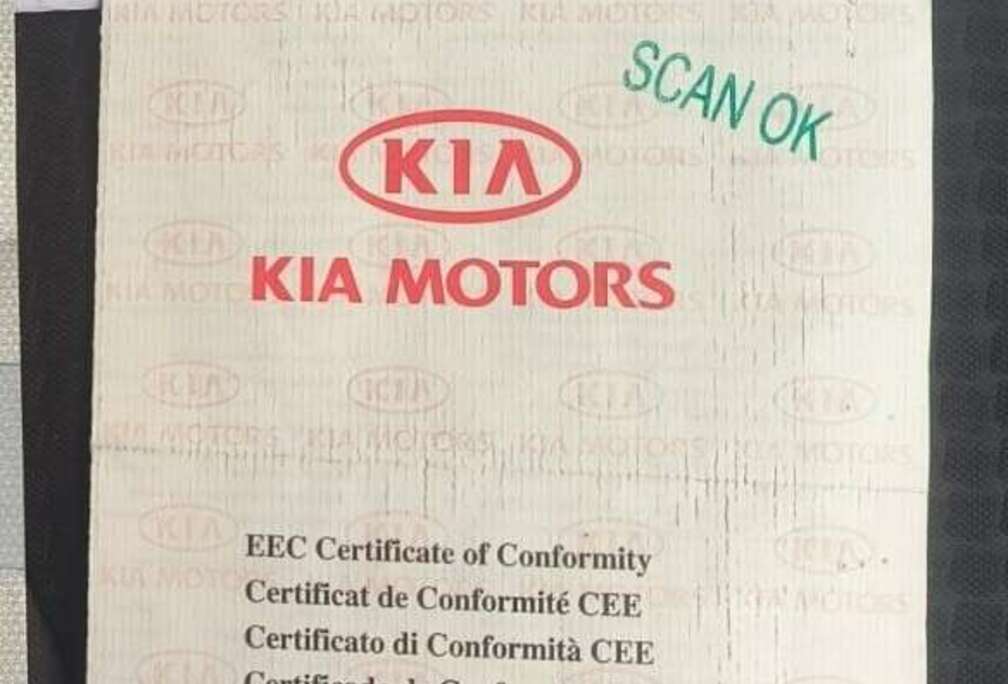 SCAN OK
KIA
KIA MOTORS
EEC Certificate of Conformity
Certificat de Conformité CEE
Certificato di Conformità CEE